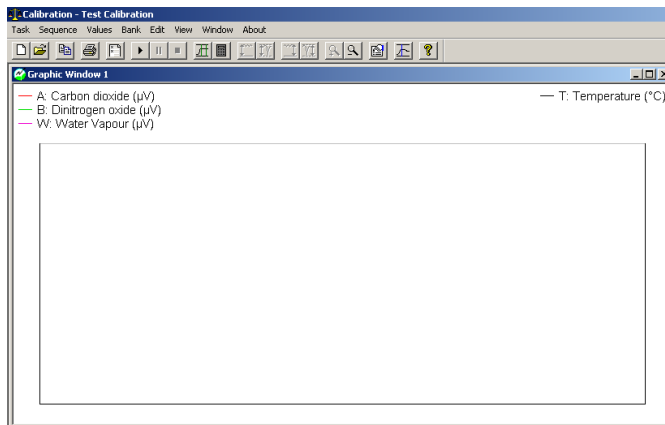 Calibration - Test Calibration
Task Sequence Values Bank Edit View Window About
Graphic Window 1
A: Carbon dioxide (µV)
T: Temperature (°C)
B: Dinitrogen oxide (µV)
W: Water Vapour (µV)